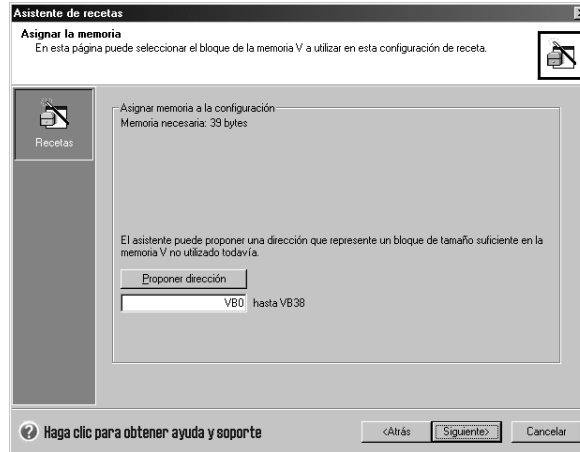 Asistente de recetas
Asignar la memoria
En esta página puede seleccionar el bloque de la memoria V a utilizar en esta configuración de receta.
Recetas
Asignar memoria a la configuración
Memoria necesaria: 39 bytes
El asistente puede proponer una dirección que represente un bloque de tamaño suficiente en la
memoria V no utilizado todavía.
Proponer dirección
VB0 hasta VB38
Haga clic para obtener ayuda y soporte
<Atrás Siguiente> Cancelar